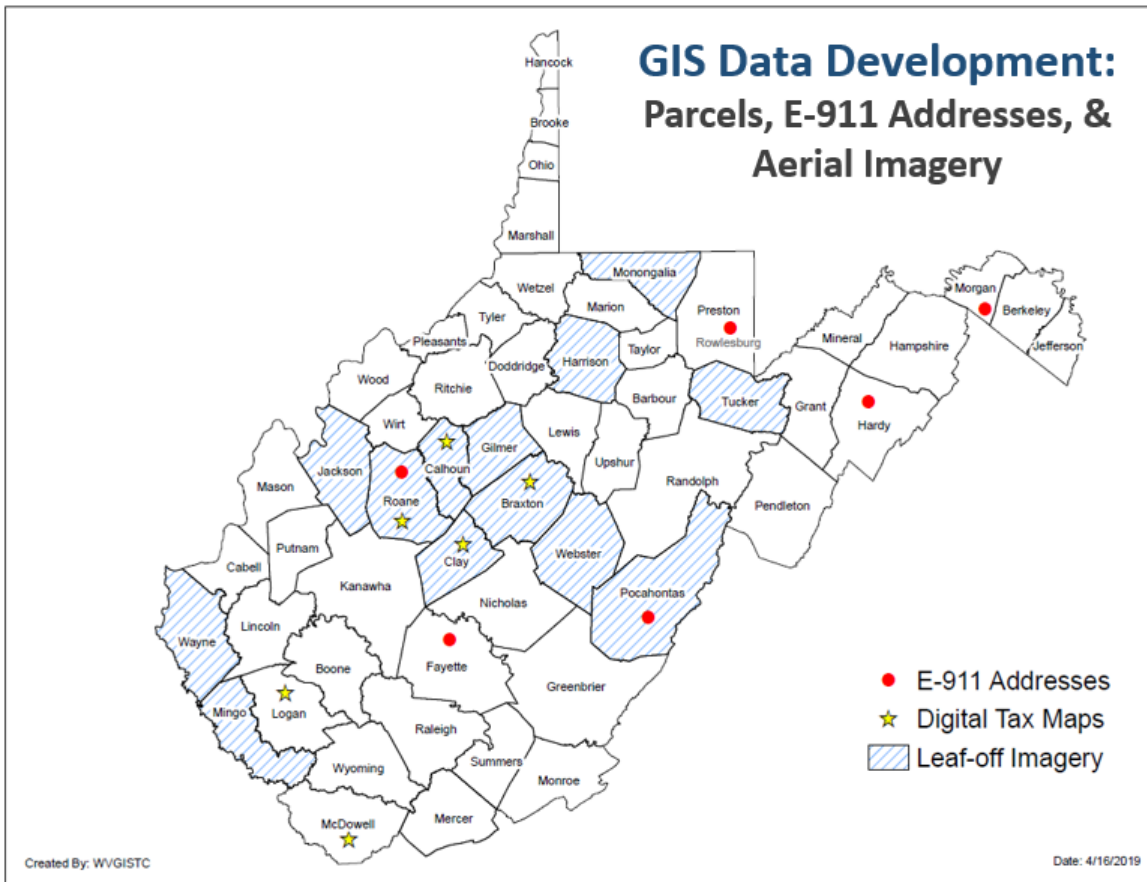 GIS Data Development:
Parcels, E-911 Addresses, &
Aerial Imagery
Hancock
Brooke
Ohio
Marshall
Wetzel
Monongalia
Marion
Preston
Rowlesburg
Morgan
Berkeley
Jefferson
Mineral
Hampshire
Tyler
Pleasants
Doddridge
Harrison
Taylor
Wood
Ritchie
Barbour
Tucker
Grant
Hardy
Wirt
Lewis
Gilmer
Calhoun
Upshur
Jackson
Roane
Braxton
Randolph
Pendleton
Mason
Putnam
Clay
Webster
Cabell
Kanawha
Nicholas
Pocahontas
Wayne
Lincoln
Boone
Fayette
Greenbrier
Mingo
Logan
Raleigh
Summers
Wyoming
Monroe
McDowell
Mercer
E-911 Addresses
Digital Tax Maps
Leaf-off Imagery
Created By: WVGISTC
Date: 4/16/2019